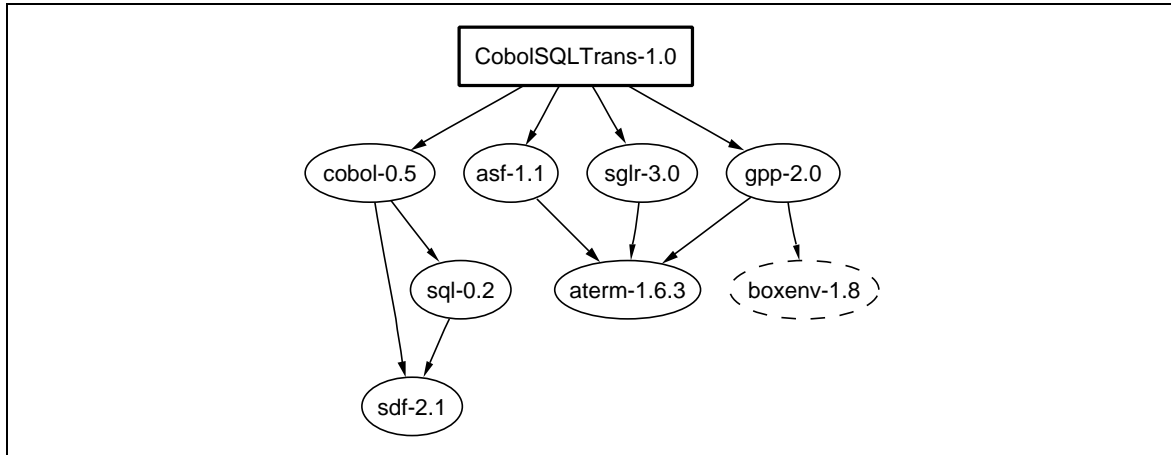 CobolSQLTrans-1.0
cobol-0.5
asf-1.1
sglr-3.0
gpp-2.0
sql-0.2
aterm-1.6.3
boxenv-1.8
sdf-2.1